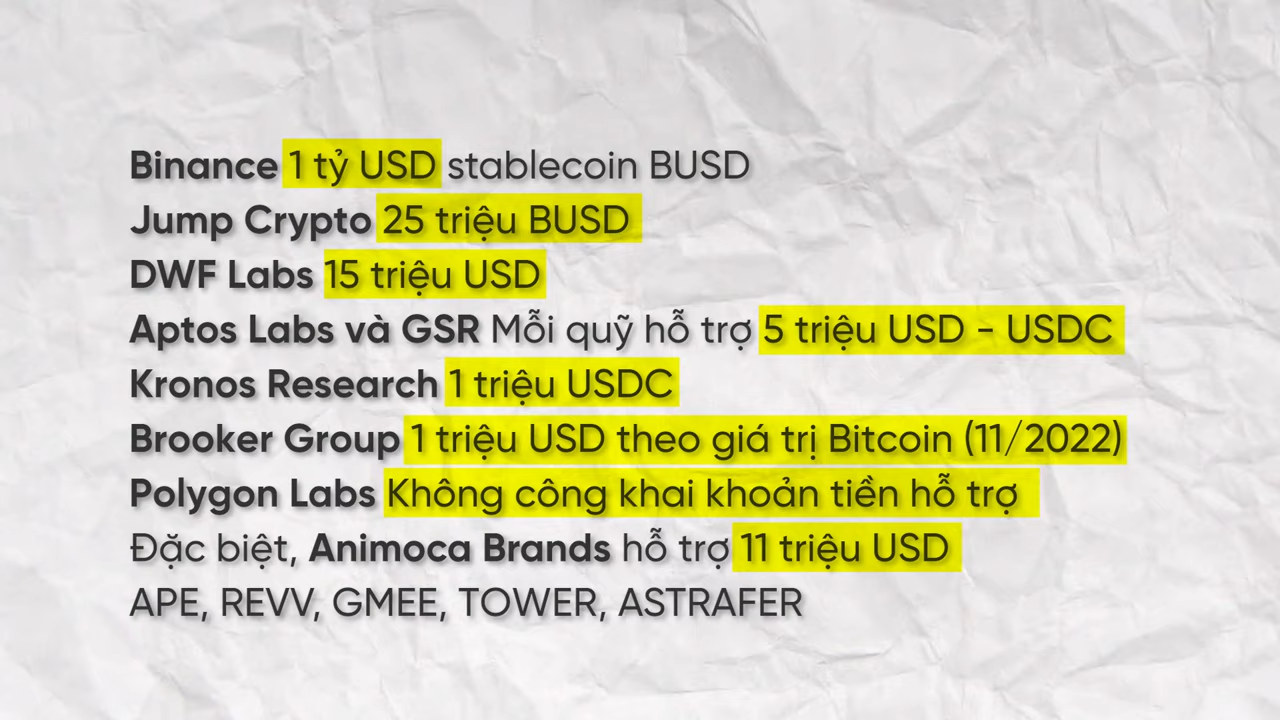 Binance 1 tỷ USD stablecoin BUSD
Jump Crypto 25 triệu BUSD
DWF Labs 15 triệu USD
Aptos Labs và GSR Mỗi quỹ hỗ trợ 5 triệu USD - USDC
Kronos Research 1 triệu USDC
Brooker Group 1 triệu USD theo giá trị Bitcoin (11/2022)
Polygon Labs Không công khai khoản tiền hỗ trợ
Đặc biệt, Animoca Brands hỗ trợ 11 triệu USD
APE, REVV, GMEE, TOWER, ASTRAFER